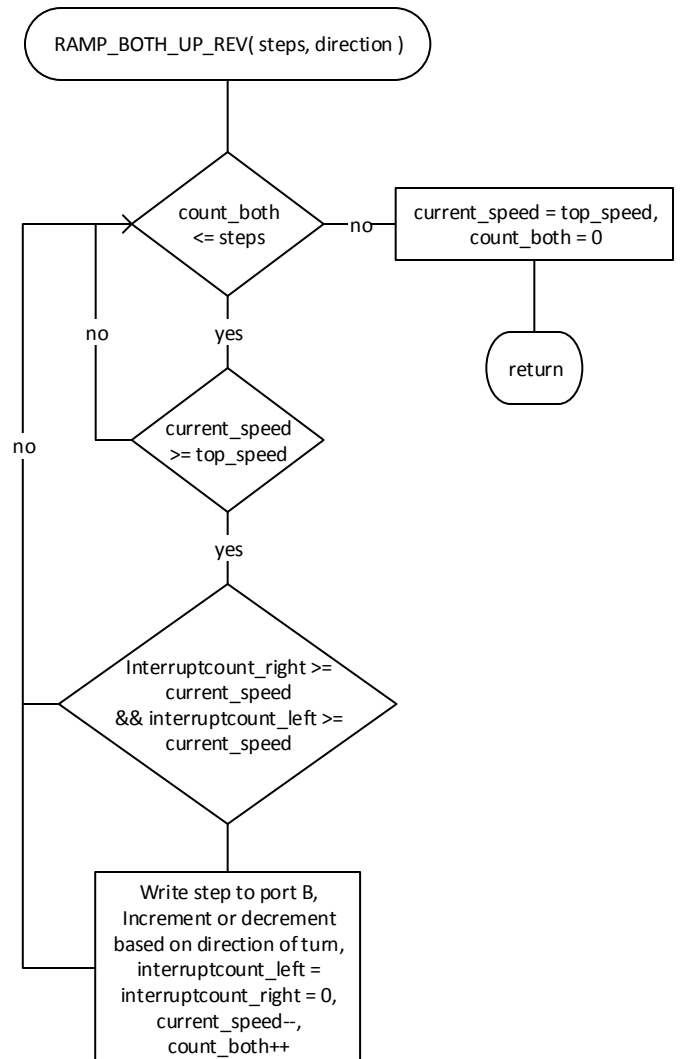 RAMP_BOTH_UP_REV( steps, direction )
count_both
<= steps
no
current_speed = top_speed,
count_both = 0
no
yes
return
current_speed
>= top_speed
no
yes
Interruptcount_right >=
current_speed
&& interruptcount_left >=
current_speed
Write step to port B,
Increment or decrement
based on direction of turn,
interruptcount_left =
interruptcount_right = 0,
current_speed--,
count_both++